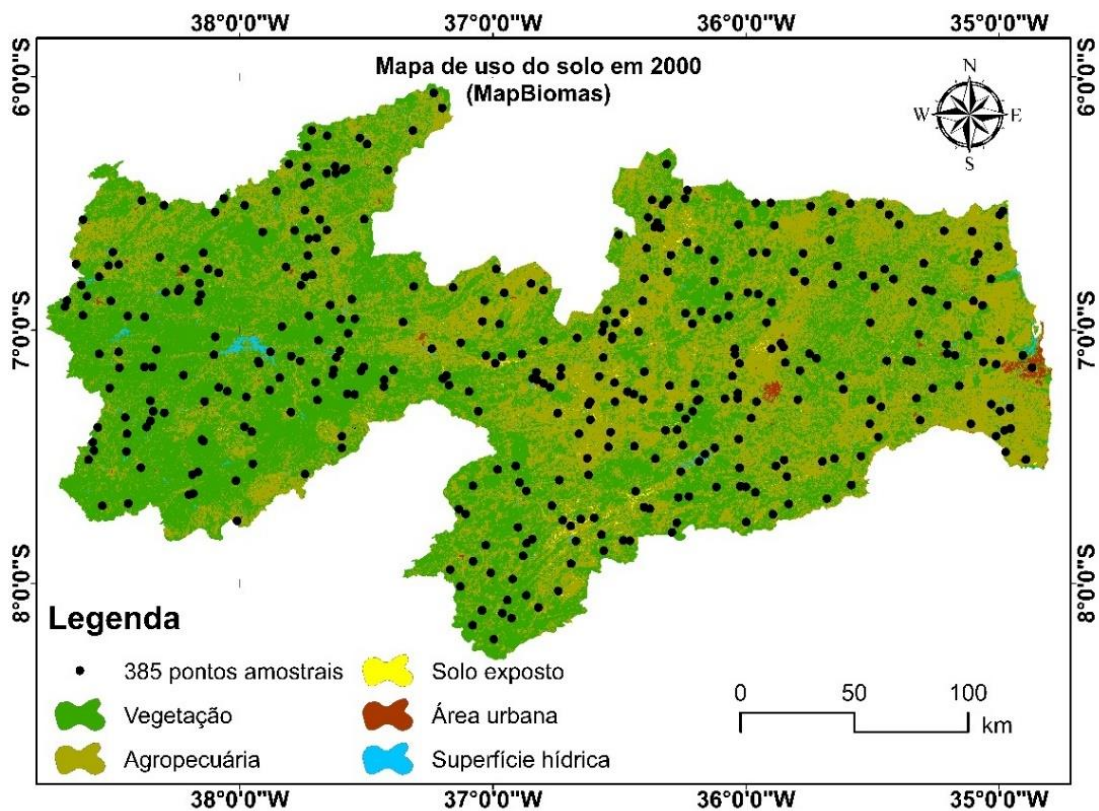 38°0'0"W 37°0'0"W 36°0'0"W 35°0'0"W
6°0'0"S
6°0'0"S
Mapa de uso do solo em 2000
(MapBiomas)
N
W E
S
7°0'0"S
7°0'0"S
8°0'0"S
8°0'0"S
Legenda
385 pontos amostrais
Vegetação
Agropecuária
Solo exposto
Área urbana
Superfície hídrica
0 50 100
km
38°0'0"W 37°0'0"W 36°0'0"W 35°0'0"W